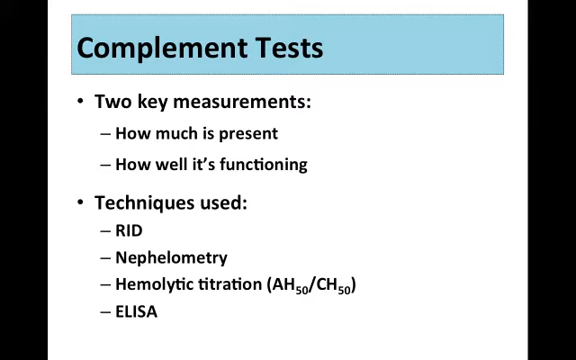 Complement Tests
• Two key measurements:
– How much is present
– How well it's functioning
• Techniques used:
– RID
– Nephelometry
– Hemolytic titration (AH50/CH50)
– ELISA